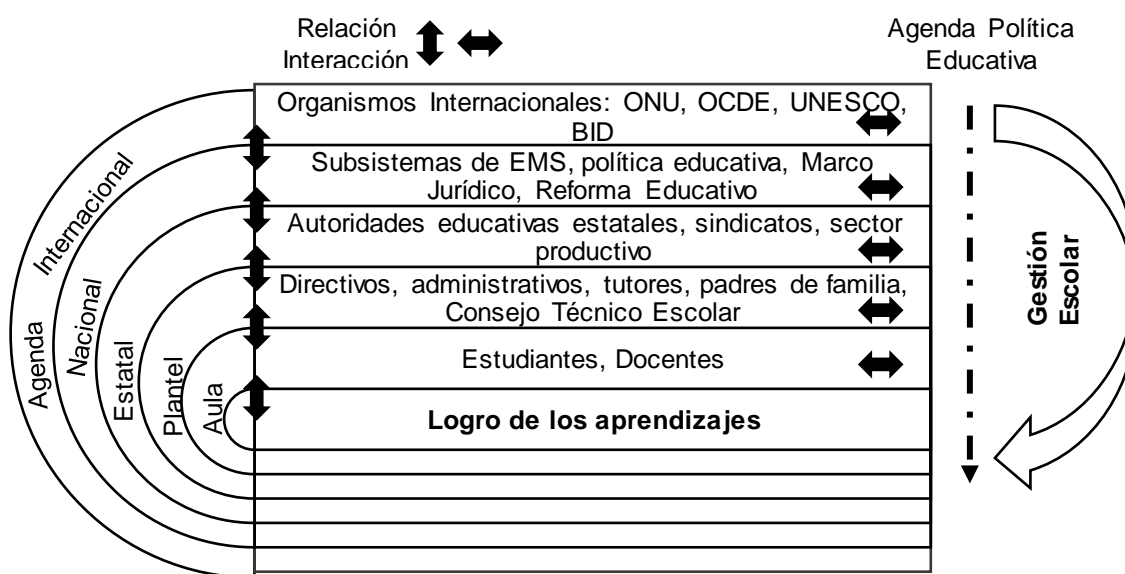 Relación
Interacción
Agenda Política
Educativa
Organismos Internacionales: ONU, OCDE, UNESCO,
BID
Subsistemas de EMS, política educativa, Marco
Jurídico, Reforma Educativo
Autoridades educativas estatales, sindicatos, sector
productivo
Directivos, administrativos, tutores, padres de familia,
Consejo Técnico Escolar
Estudiantes, Docentes
Logro de los aprendizajes
Agenda Internacional
Nacional
Estatal
Plantel
Aula
Gestión
Escolar